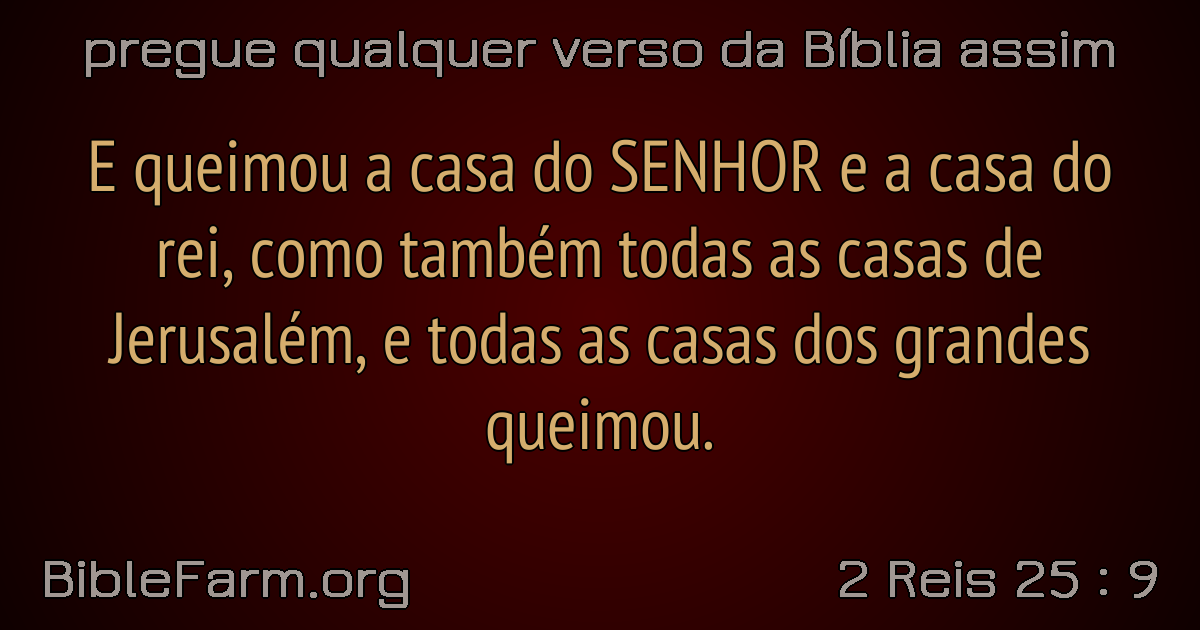 pregue qualquer verso da Bíblia assim
E queimou a casa do SENHOR e a casa do
rei, como também todas as casas de
Jerusalém, e todas as casas dos grandes
queimou.
BibleFarm.org
2 Reis 25 : 9